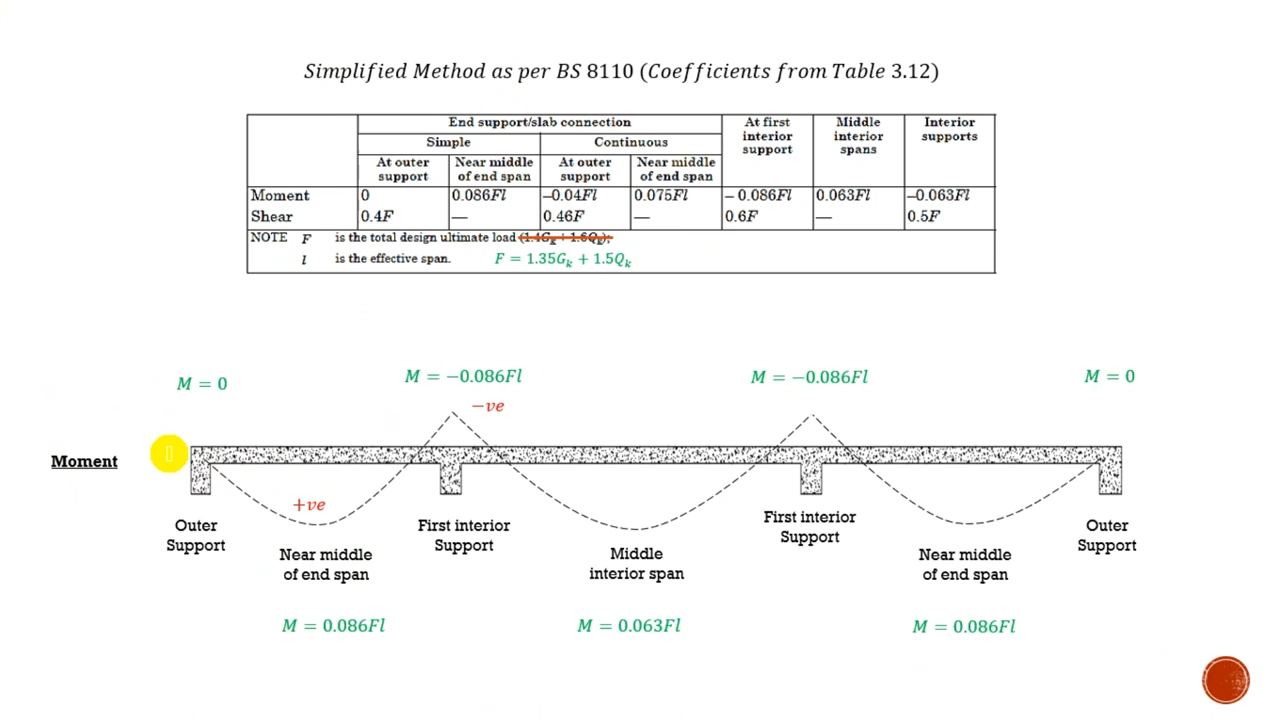 Simplified Method as per BS 8110 (Coefficients from Table 3.12)
End support/slab connection
At first interior support
Middle interior spans
Interior supports
Simple
Continuous
At outer support
Near middle of end span
At outer support
Near middle of end span
Moment 0 0.086Fl –0.04Fl 0.075Fl – 0.086Fl 0.063Fl –0.063Fl
Shear 0.4F — 0.46F — 0.6F — 0.5F
NOTE F is the total design ultimate load (1.4Gk + 1.6Qk);
l is the effective span. F = 1.35Gk + 1.5Qk
M = 0
M = −0.086Fl
M = −0.086Fl
M = 0
−ve
Moment
+ve
Outer
Support
First interior
Support
First interior
Support
Outer
Support
Near middle
of end span
Middle
interior span
Near middle
of end span
M = 0.086Fl
M = 0.063Fl
M = 0.086Fl